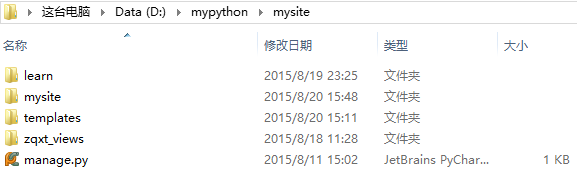 这台电脑 Data (D:) mypython mysite
名称 修改日期 类型 大小
learn 2015/8/19 23:25 文件夹
mysite 2015/8/20 15:48 文件夹
templates 2015/8/20 15:11 文件夹
zqxt_views 2015/8/18 11:28 文件夹
manage.py 2015/8/11 15:02 JetBrains PyChar... 1 KB